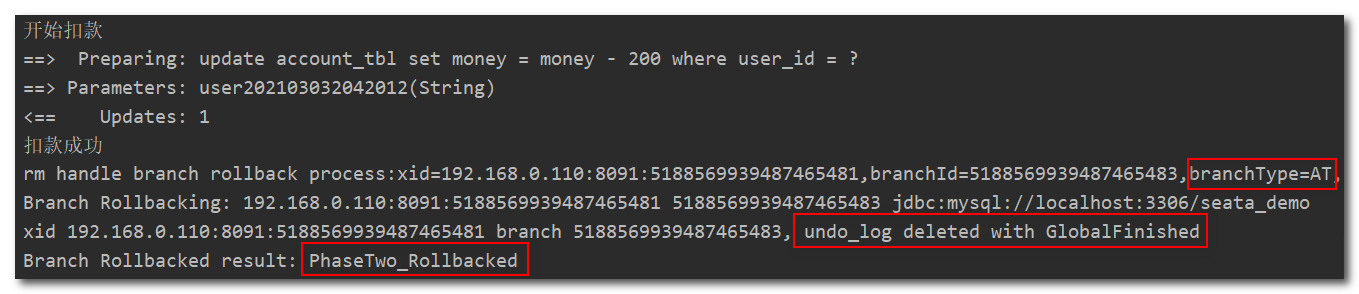 开始扣款
==>  Preparing: update account_tbl set money = money - 200 where user_id = ?
==> Parameters: user202103032042012(String)
<==    Updates: 1
扣款成功
rm handle branch rollback process:xid=192.168.0.110:8091:5188569939487465481,branchId=5188569939487465483,branchType=AT,
Branch Rollbacking: 192.168.0.110:8091:5188569939487465481 5188569939487465483 jdbc:mysql://localhost:3306/seata_demo
xid 192.168.0.110:8091:5188569939487465481 branch 5188569939487465483, undo_log deleted with GlobalFinished
Branch Rollbacked result: PhaseTwo_Rollbacked